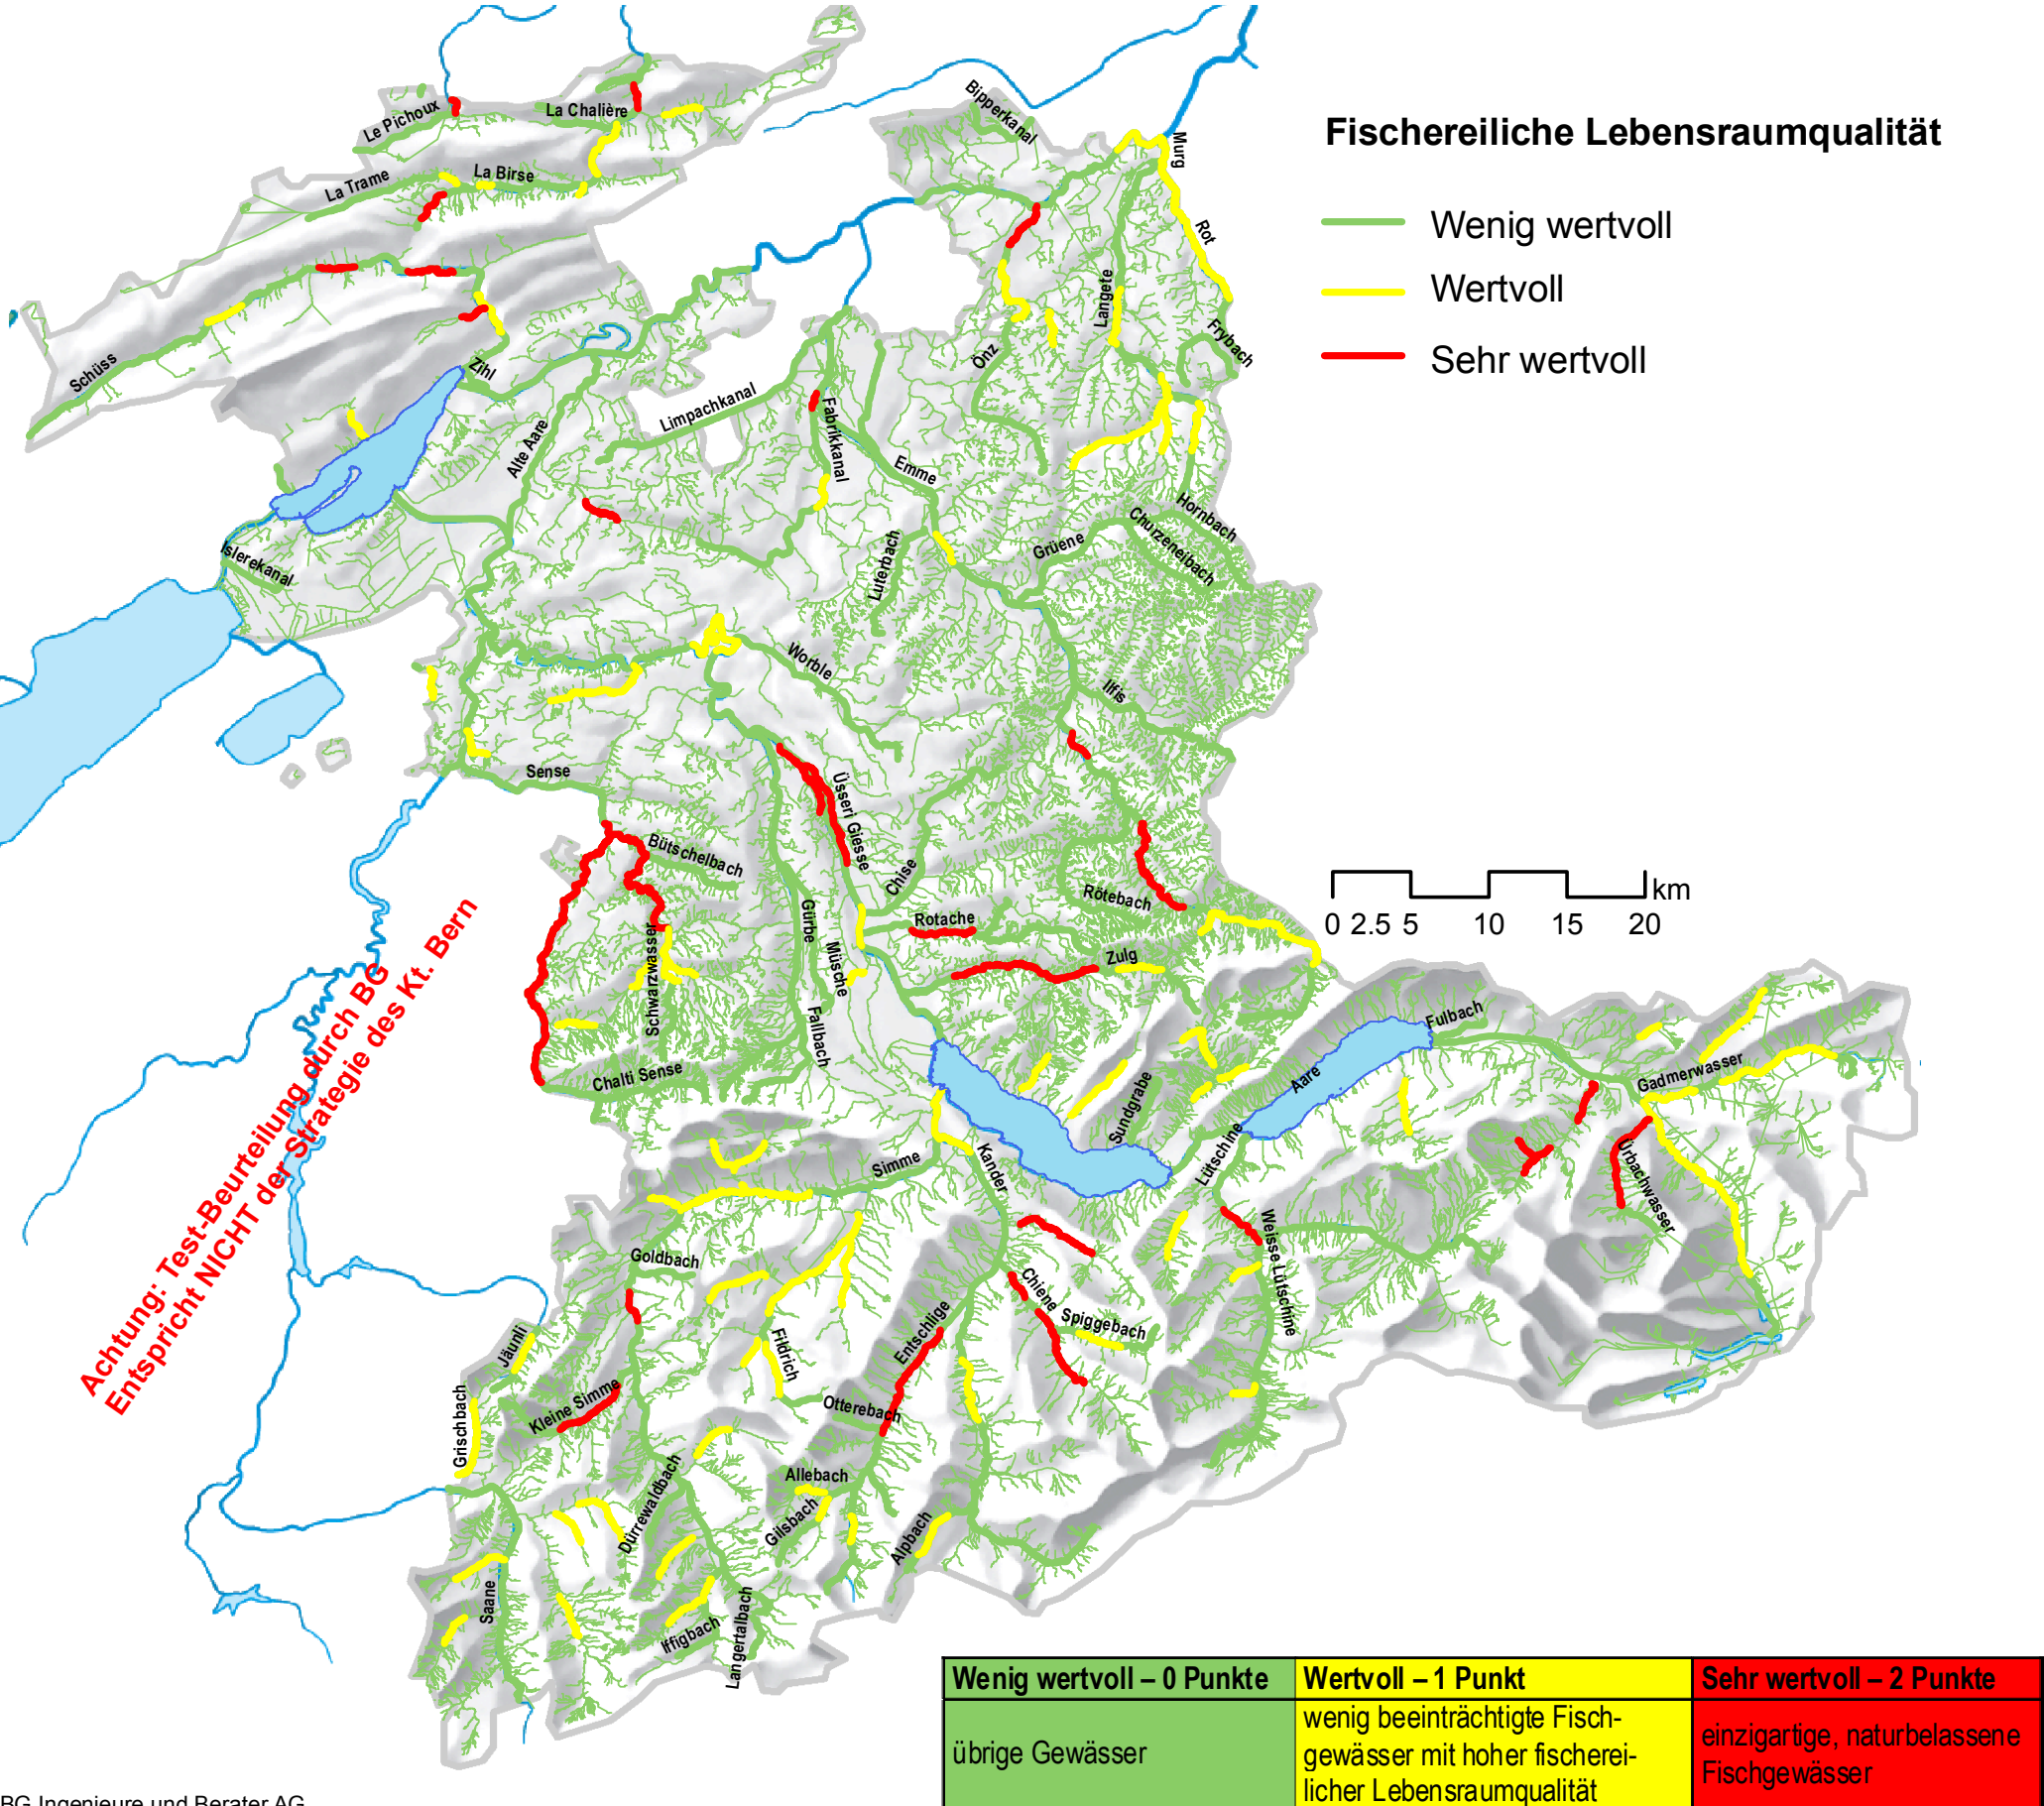 Fischereiliche Lebensraumqualität
Wenig wertvoll
Wertvoll
Sehr wertvoll
Le Pichoux
La Chalière
La Trame
La Birse
Schüss
Zihl
Bipperkanal
Murg
Rot
Langete
Önz
Frybach
Limpachkanal
Fabrikkanal
Alte Aare
Emme
Islerekanal
Luterbach
Grüene
Hornbach
Churzeneibach
Worble
Ilfis
Sense
Üsseri Giesse
Bütschelbach
Chise
Rötebach
Rotache
Gürbe
Müsche
Schwarzwasser
Zulg
Fallbach
Chalti Sense
km
0 2.5 5 10 15 20
Achtung: Test-Beurteilung durch BG
Entspricht NICHT der Strategie des Kt. Bern
Fulbach
Aare
Gadmerwasser
Sundgrabe
Lütschine
Kander
Simme
Ürbachwasser
Weisse Lütschine
Goldbach
Chiene
Spiggebach
Entschlige
Fildrich
Jäunli
Kleine Simme
Otterebach
Grischbach
Allebach
Gilsbach
Dürrewaldbach
Alpbach
Saane
Iffigbach
Langertalbach
Wenig wertvoll – 0 Punkte
Wertvoll – 1 Punkt
Sehr wertvoll – 2 Punkte
übrige Gewässer
wenig beeinträchtigte Fisch-
gewässer mit hoher fischerei-
licher Lebensraumqualität
einzigartige, naturbelassene
Fischgewässer
BG Ingenieure und Berater AG